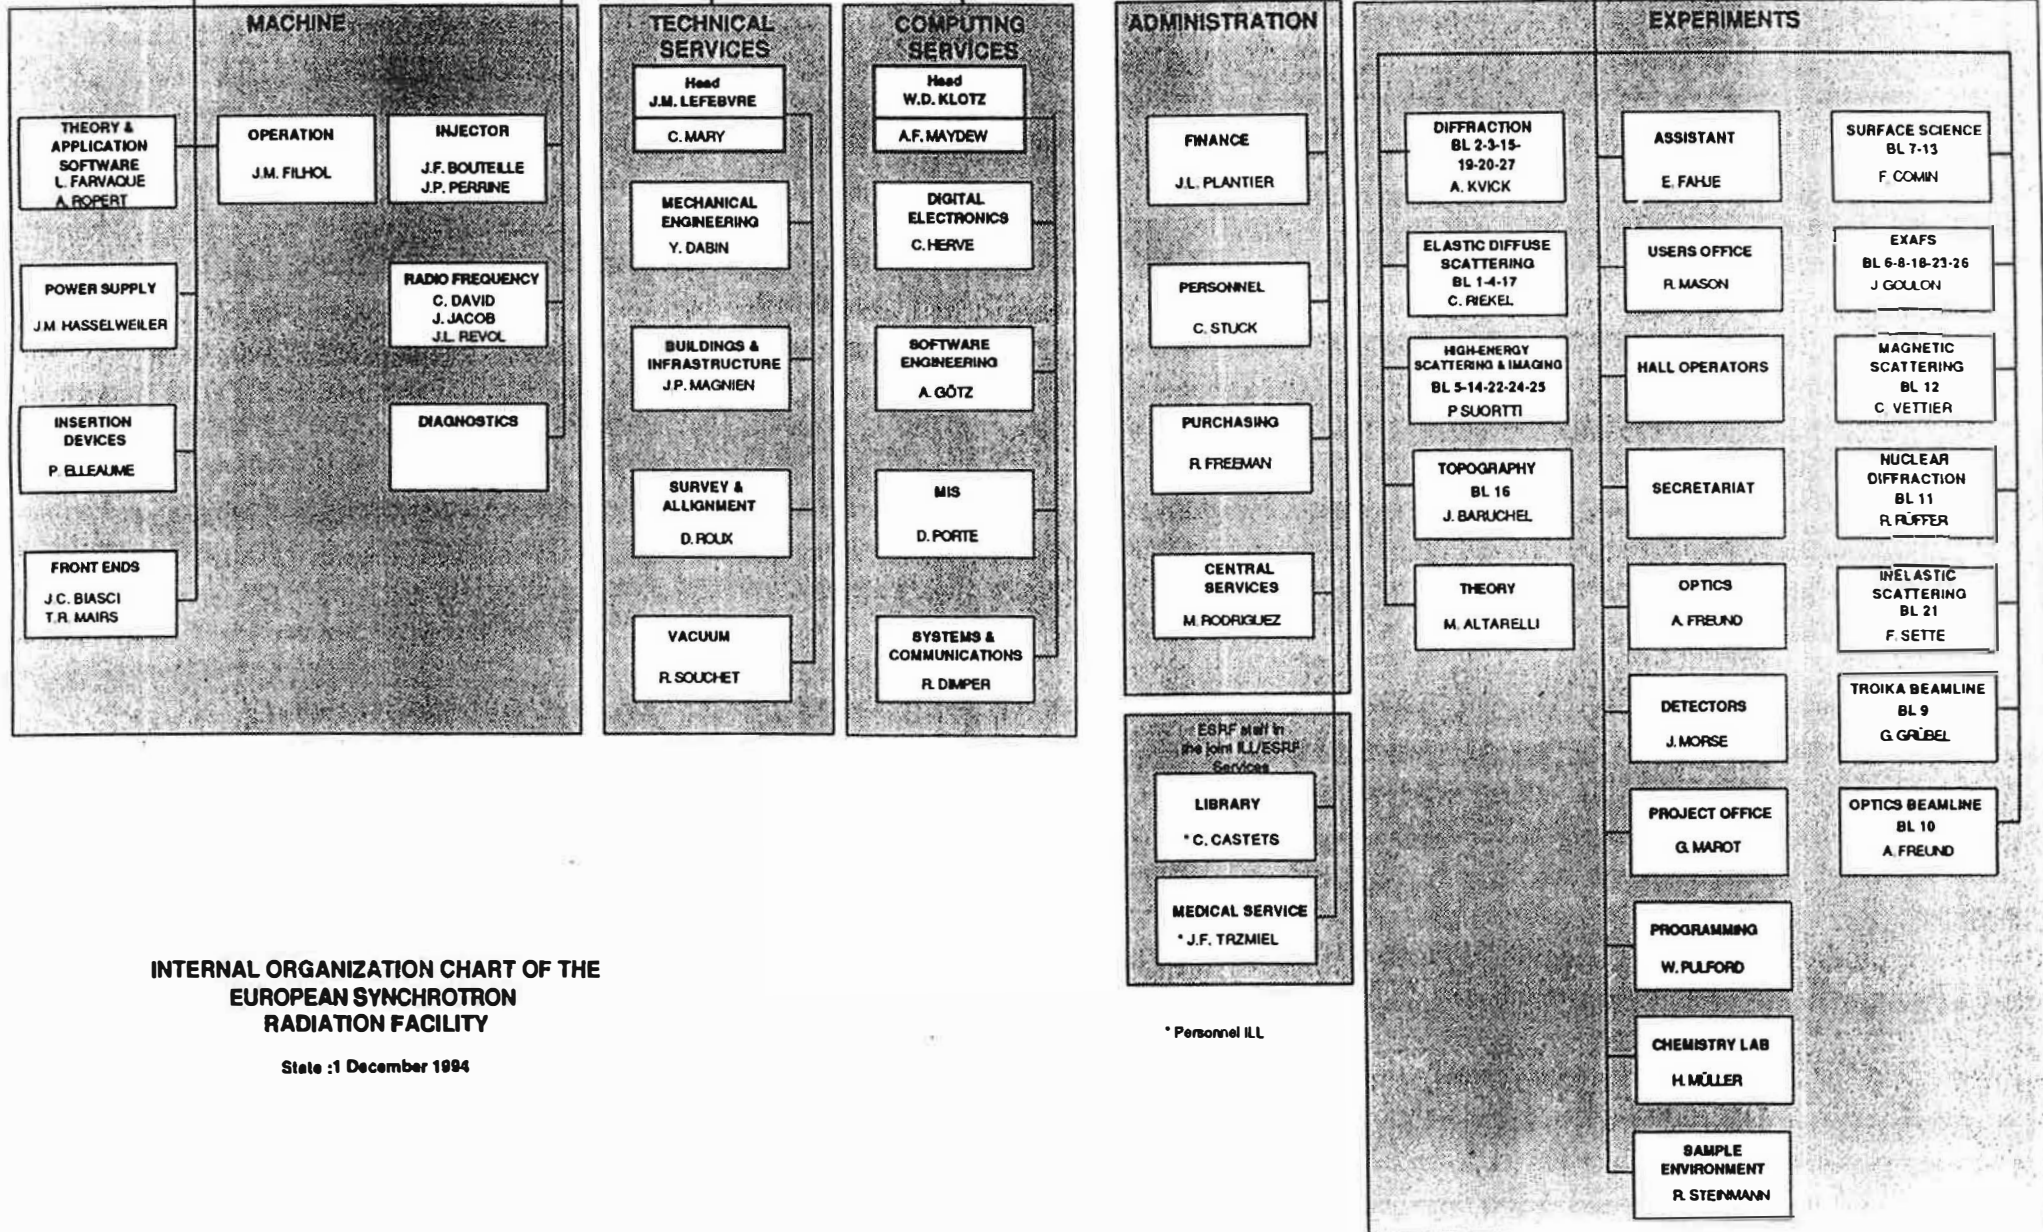 MACHINE
THEORY &
APPLICATION
SOFTWARE
L. FARVAQUE
A. ROPERT
OPERATION
J.M. FILHOL
INJECTOR
J.F. BOUTEILLE
J.P. PERRINE
POWER SUPPLY
J.M. HASSELWEILER
RADIO FREQUENCY
C. DAVID
J. JACOB
J.L. REVOL
INSERTION
DEVICES
P. ELLEAUME
DIAGNOSTICS
FRONT ENDS
J.C. BIASCI
T.R. MAIRS
TECHNICAL
SERVICES
Head
J.M. LEFEBVRE
C. MARY
MECHANICAL
ENGINEERING
Y. DABIN
BUILDINGS &
INFRASTRUCTURE
J.P. MAGNIEN
SURVEY &
ALLIGNMENT
D. ROUX
VACUUM
R. SOUCHET
COMPUTING
SERVICES
Head
W.D. KLOTZ
A.F. MAYDEW
DIGITAL
ELECTRONICS
C. HERVE
SOFTWARE
ENGINEERING
A. GÖTZ
MIS
D. PORTE
SYSTEMS &
COMMUNICATIONS
R. DIMPER
ADMINISTRATION
FINANCE
J.L. PLANTIER
PERSONNEL
C. STUCK
PURCHASING
R. FREEMAN
CENTRAL
SERVICES
M. RODRIGUEZ
ESRF staff in
the joint ILL/ESRF
Services
LIBRARY
* C. CASTETS
MEDICAL SERVICE
* J.F. TRZMIEL
* Personnel ILL
EXPERIMENTS
DIFFRACTION
BL 2-3-15-
19-20-27
A. KVICK
ELASTIC DIFFUSE
SCATTERING
BL 1-4-17
C. RIEKEL
HIGH-ENERGY
SCATTERING & IMAGING
BL 5-14-22-24-25
P SUORTTI
TOPOGRAPHY
BL 16
J. BARUCHEL
THEORY
M. ALTARELLI
ASSISTANT
E. FAHJE
USERS OFFICE
R. MASON
HALL OPERATORS
SECRETARIAT
OPTICS
A. FREUND
DETECTORS
J. MORSE
PROJECT OFFICE
G. MAROT
PROGRAMMING
W. PULFORD
CHEMISTRY LAB
H. MÜLLER
SAMPLE
ENVIRONMENT
R. STEINMANN
SURFACE SCIENCE
BL 7-13
F. COMIN
EXAFS
BL 6-8-18-23-26
J GOULON
MAGNETIC
SCATTERING
BL 12
C. VETTIER
NUCLEAR
DIFFRACTION
BL 11
R. RÜFFER
INELASTIC
SCATTERING
BL 21
F. SETTE
TROIKA BEAMLINE
BL 9
G. GRÜBEL
OPTICS BEAMLINE
BL 10
A. FREUND
INTERNAL ORGANIZATION CHART OF THE
EUROPEAN SYNCHROTRON
RADIATION FACILITY
State :1 December 1994